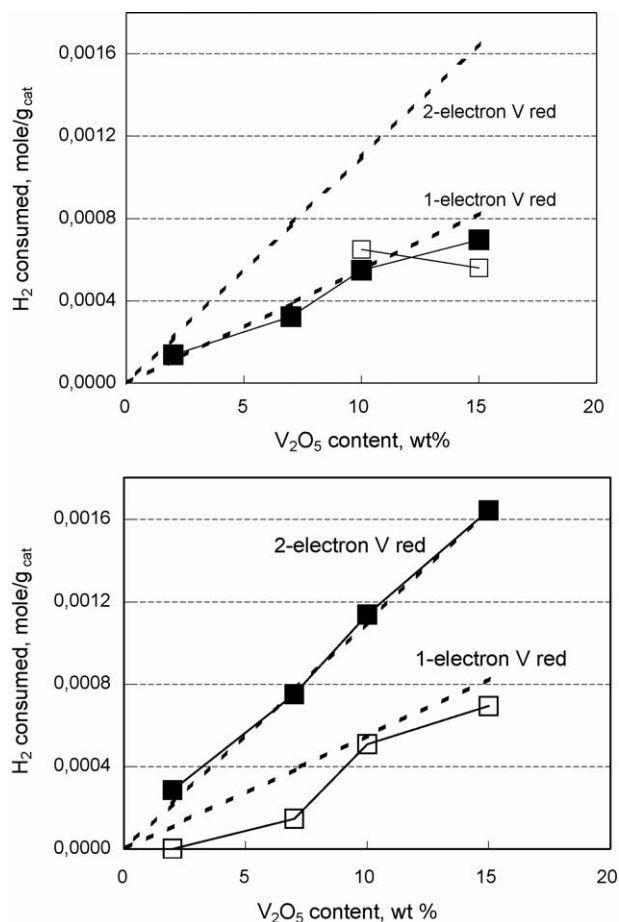 0,0016
0,0012
0,0008
0,0004
0,0000
H2 consumed, mole/gcat
2-electron V red
1-electron V red
0 5 10 15 20
V2O5 content, wt%
0,0016
0,0012
0,0008
0,0004
0,0000
H2 consumed, mole/gcat
2-electron V red
1-electron V red
0 5 10 15 20
V2O5 content, wt %